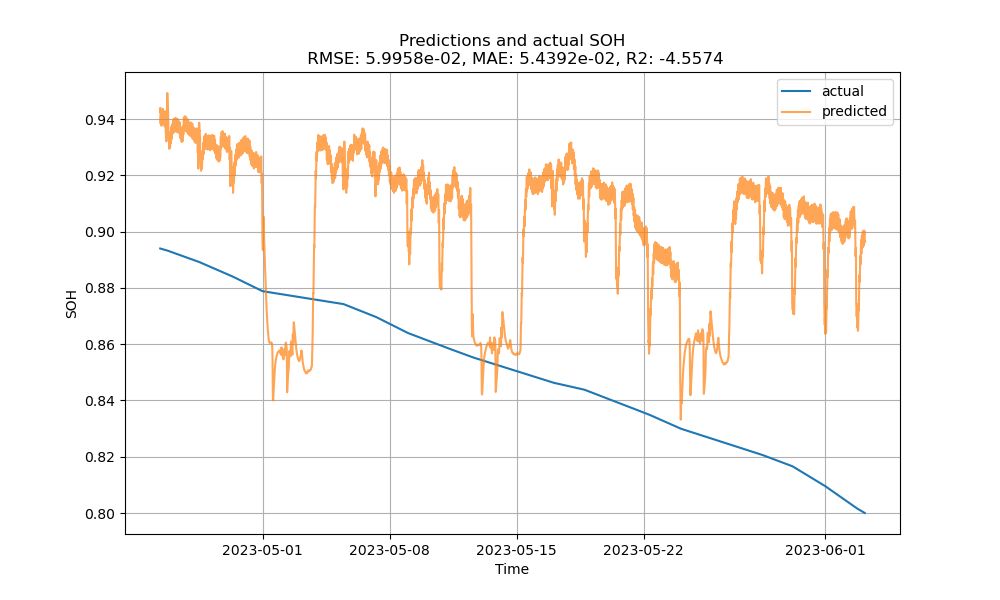 Predictions and actual SOH
RMSE: 5.9958e-02, MAE: 5.4392e-02, R2: -4.5574
actual
predicted
0.94
0.92
0.90
0.88
0.86
0.84
0.82
0.80
SOH
2023-05-01
2023-05-08
2023-05-15
2023-05-22
2023-06-01
Time